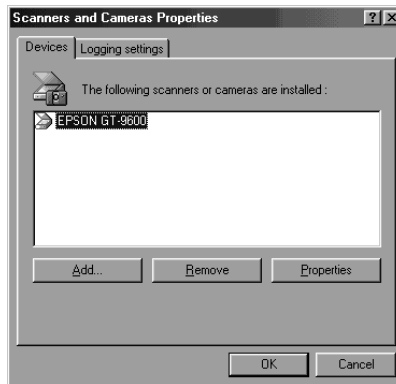 Scanners and Cameras Properties
Devices
Logging settings
The following scanners or cameras are installed :
EPSON GT-9600
Add...
Remove
Properties
OK
Cancel